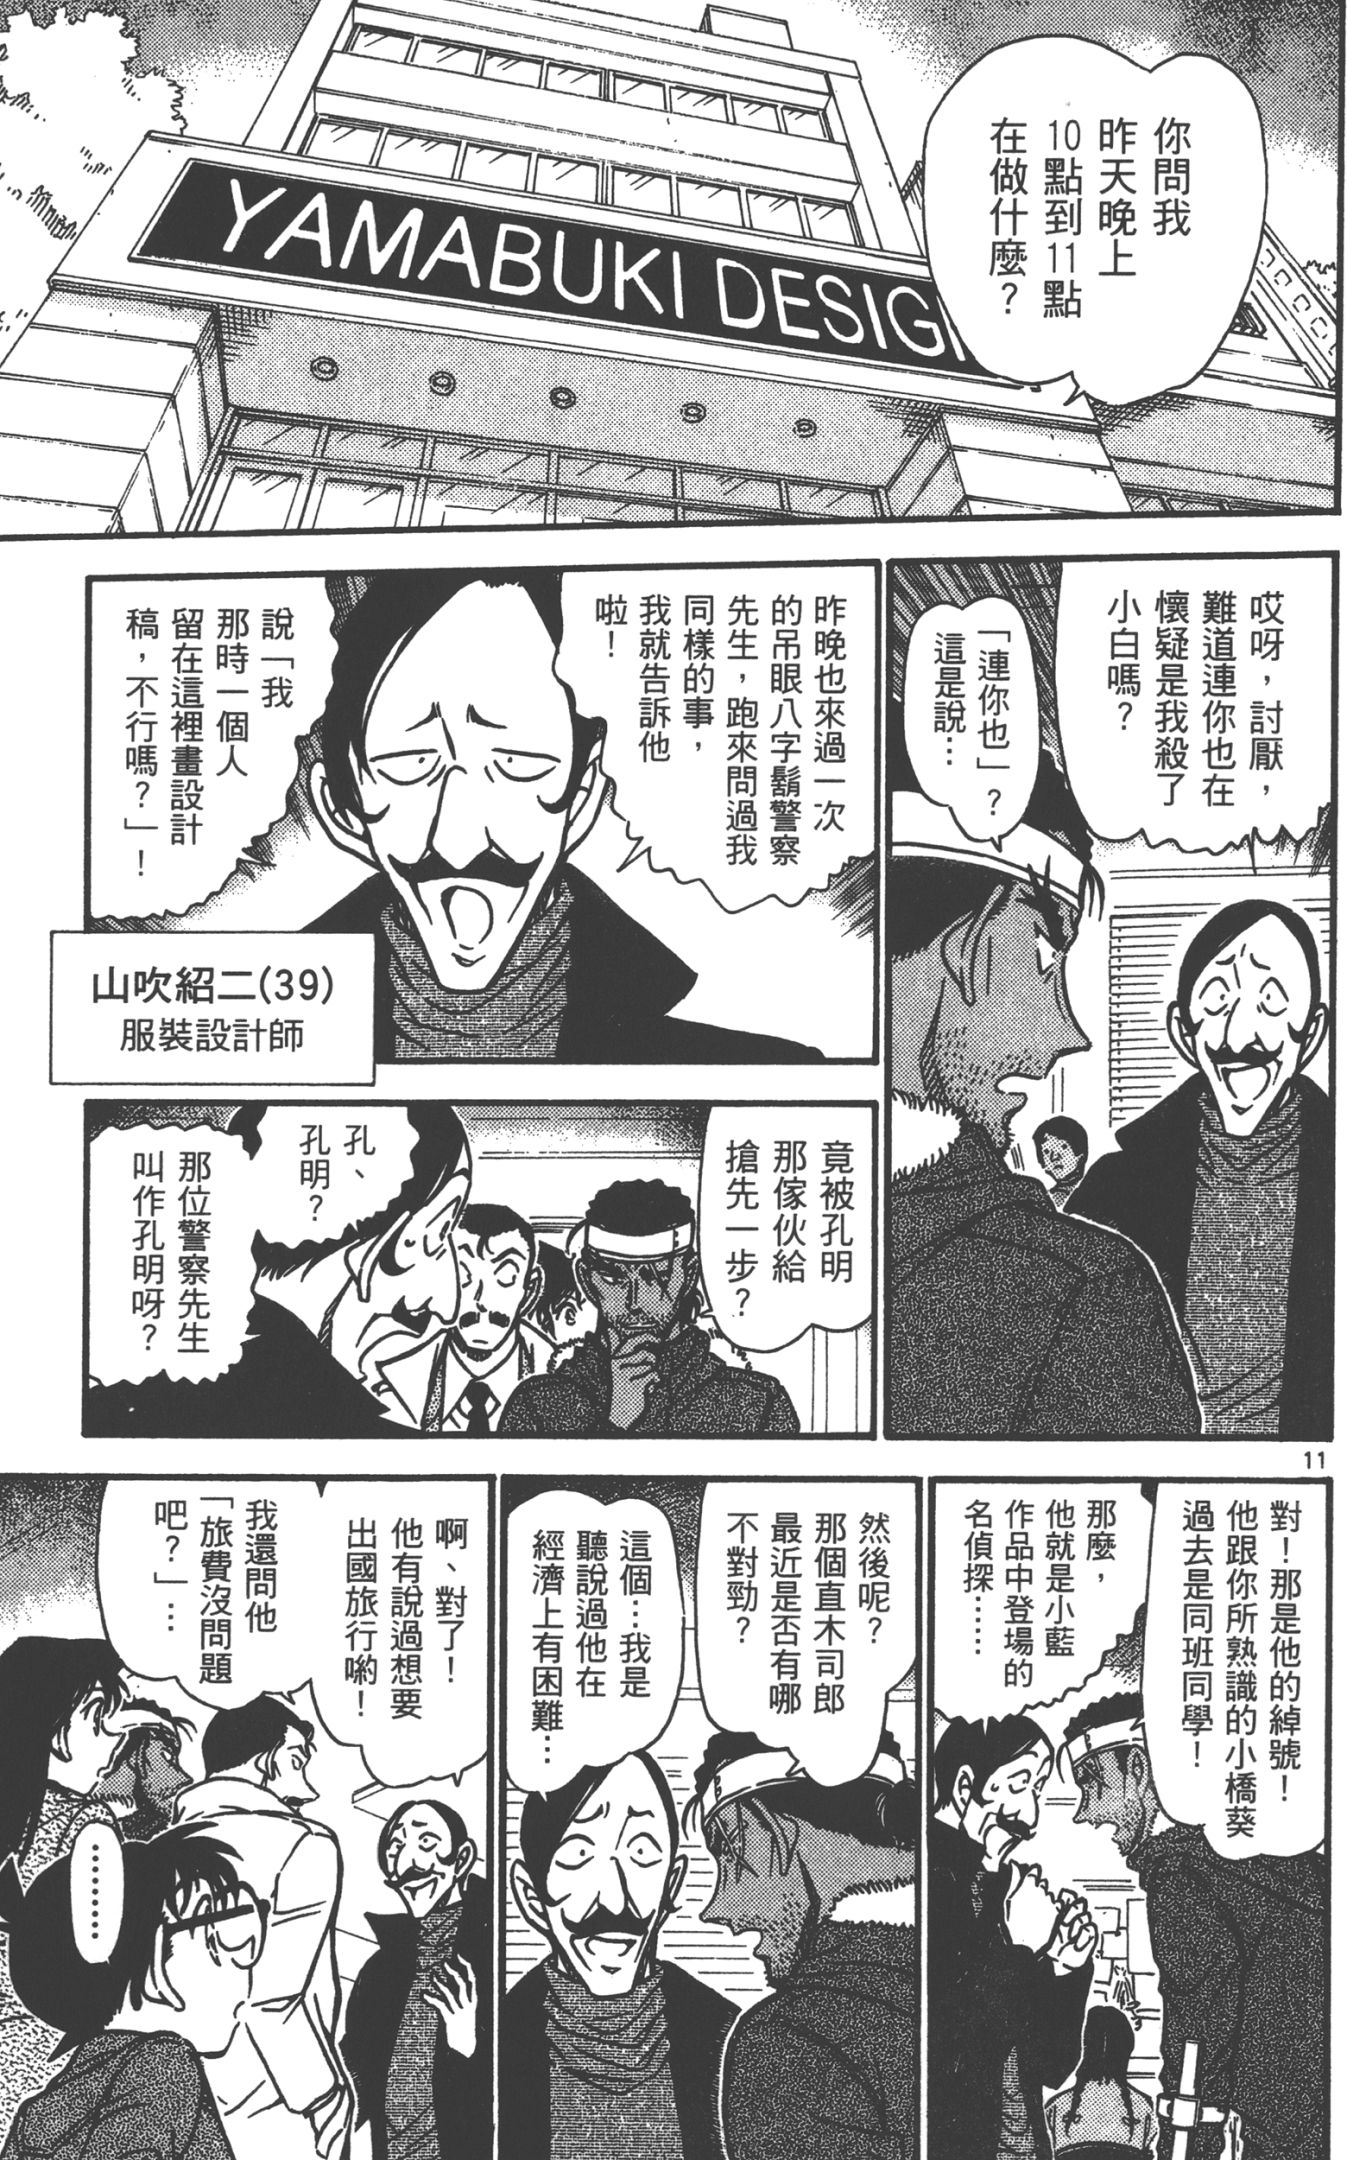 你問我
昨天晚上
10點到11點
在做什麼？
YAMABUKI DESIG
哎呀，討厭，
難道連你也在
懷疑是我殺了
小白嗎？
「連你也」？
這是說…
昨晚也來過一次
的吊眼八字鬍警察
先生，跑來問過我
同樣的事，
我就告訴他
啦！
說「我
那時一個人
留在這裡畫設計
稿，不行嗎？」！
山吹紹二(39)
服裝設計師
竟被孔明
那傢伙給
搶先一步？
孔、
孔明？
那位警察先生
叫作孔明呀？
11
對！那是他的綽號！
他跟你所熟識的小橋葵
過去是同班同學！
那麼，
他就是小藍
作品中登場的
名偵探……
然後呢？
那個直木司郎
最近是否有哪
不對勁？
這個…我是
聽說過他在
經濟上有困難…
啊、對了！
他有說過想要
出國旅行喲！
我還問他
「旅費沒問題
吧？」…
………